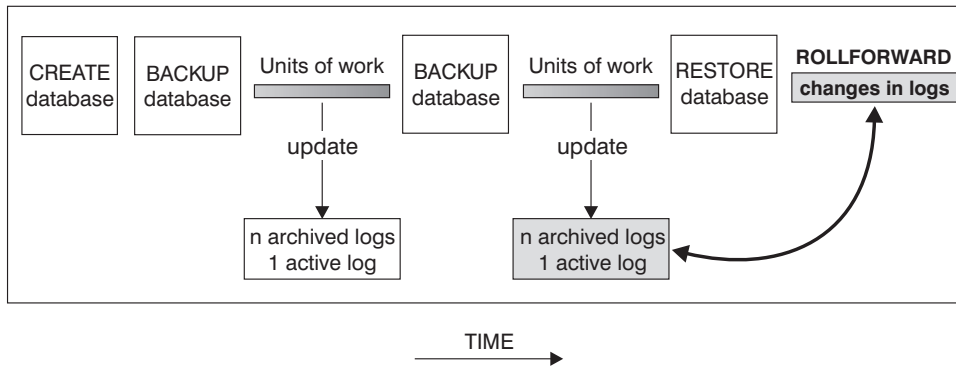 CREATE
database
BACKUP
database
Units of work
update
n archived logs
1 active log
BACKUP
database
Units of work
update
n archived logs
1 active log
RESTORE
database
ROLLFORWARD
changes in logs
TIME